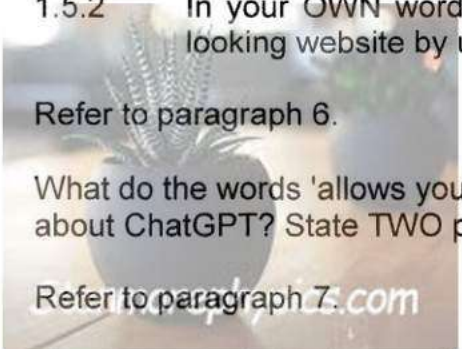 1.5.2 In your OWN word
looking website by
Refer to paragraph 6.
What do the words 'allows you
about ChatGPT? State TWO
Refer to paragraph 7.